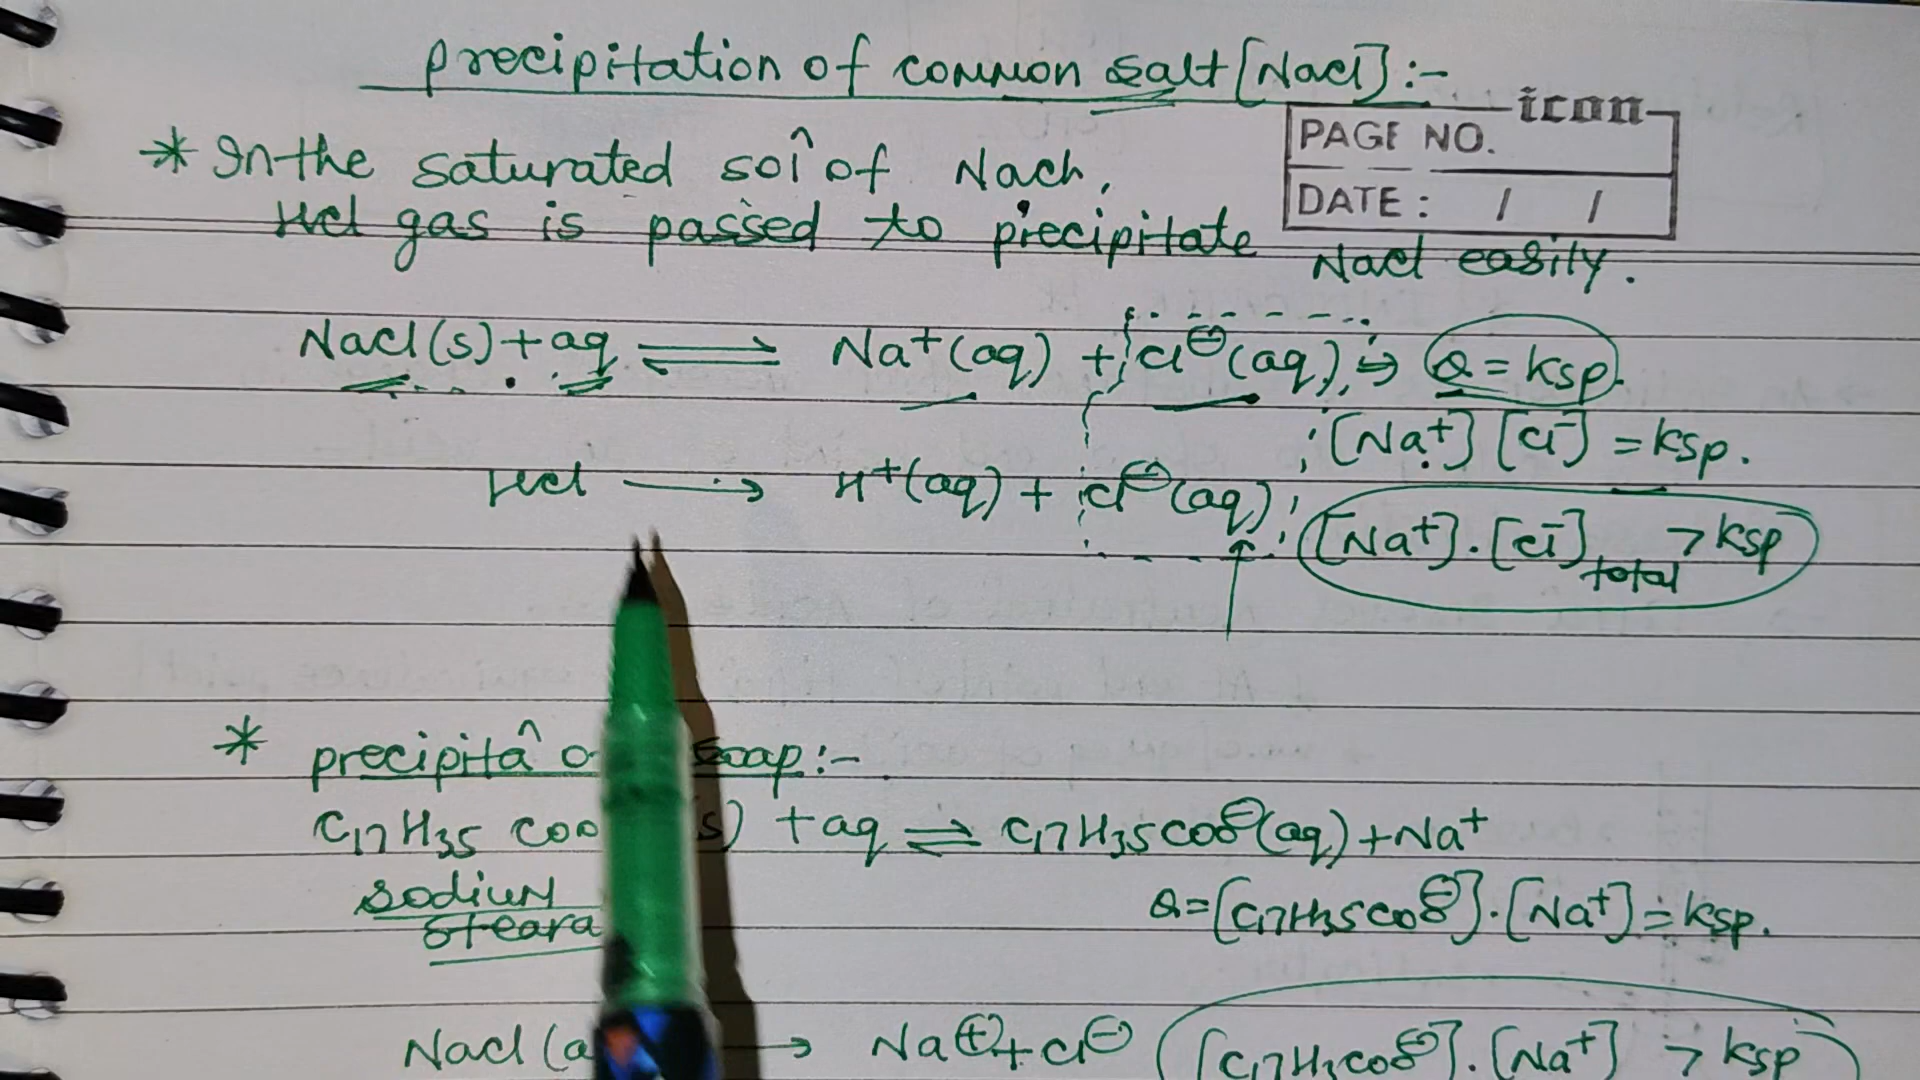 precipitation of common salt [Nacl] :-
icon
PAGE NO.
DATE: / /
* In the saturated sol^ of Nach,
Hcl gas is passed to precipitate Nacl easily.
Nacl(s) + aq ⇌ Na⁺(aq) + cl⊖(aq) ⇒ Q = ksp.
[Na⁺] [cl⁻] = ksp.
Hcl → H⁺(aq) + cl⊖(aq)
[Na⁺] . [cl⁻] total > ksp
* precipita^ soap :-
C17H35 coo (s) + aq ⇌ C17H35coo⊖(aq) + Na⁺
sodium
steara
Q = [C17H35coo⊖] . [Na⁺] = ksp.
Nacl (a → Na⊕ + cl⊖ [C17H3coo⊖] . [Na⁺] > ksp